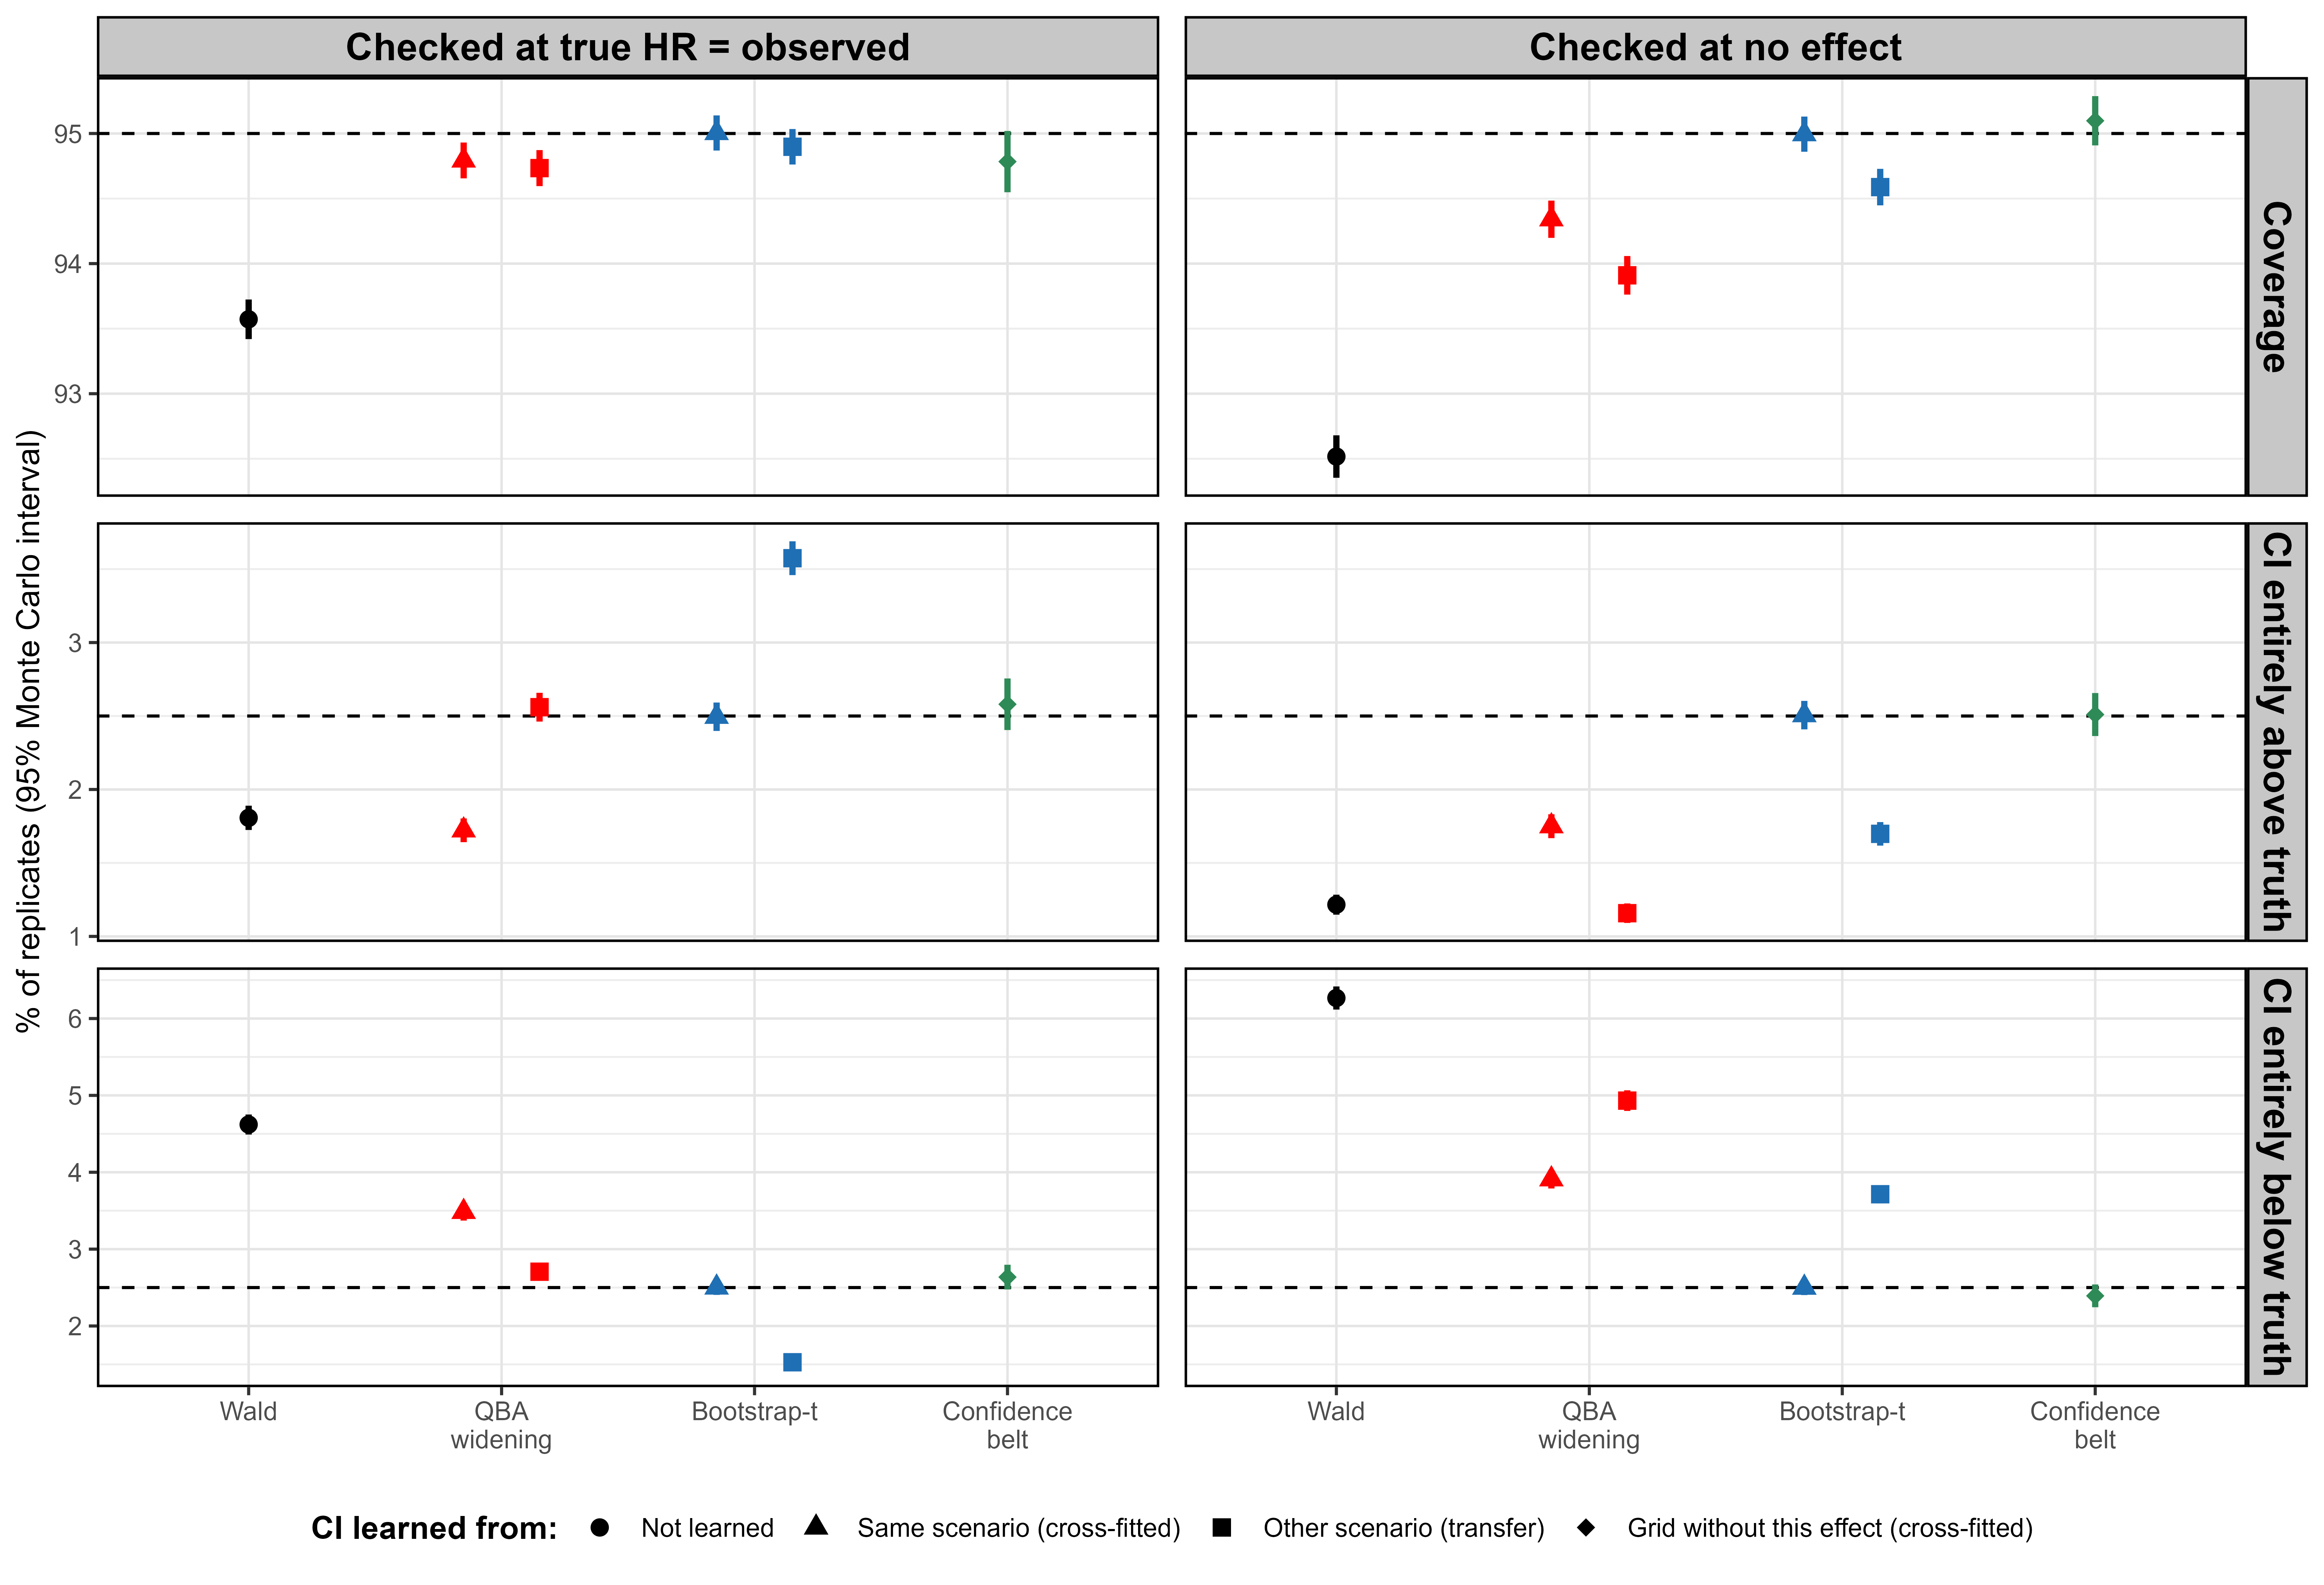 Checked at true HR = observed
Checked at no effect
95
94
93
Coverage
3
2
1
CI entirely above truth
6
5
4
3
2
CI entirely below truth
% of replicates (95% Monte Carlo interval)
Wald
QBA
widening
Bootstrap-t
Confidence
belt
Wald
QBA
widening
Bootstrap-t
Confidence
belt
CI learned from:
Not learned
Same scenario (cross-fitted)
Other scenario (transfer)
Grid without this effect (cross-fitted)